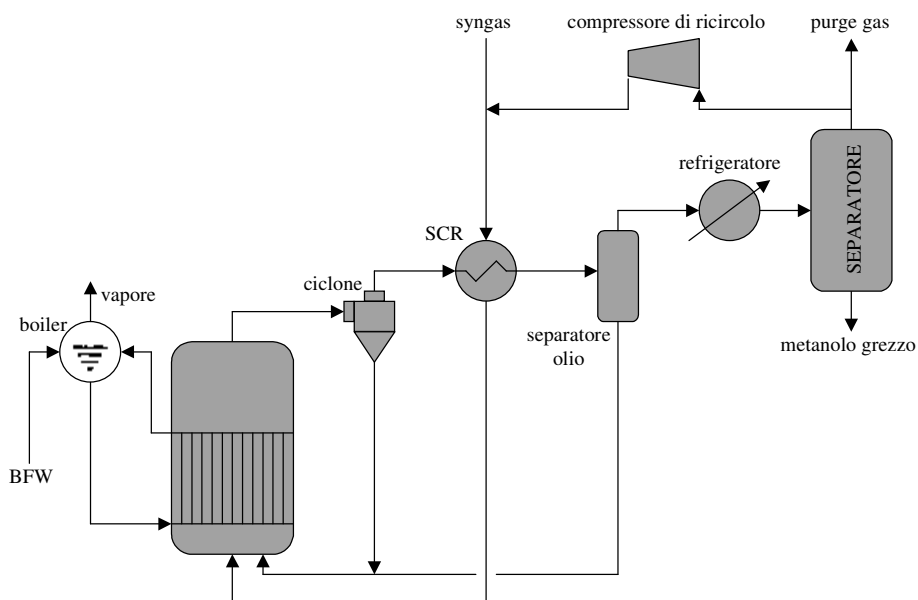 syngas
compressore di ricircolo
purge gas
refrigeratore
SEPARATORE
SCR
ciclone
vapore
boiler
separatore
olio
metanolo grezzo
BFW